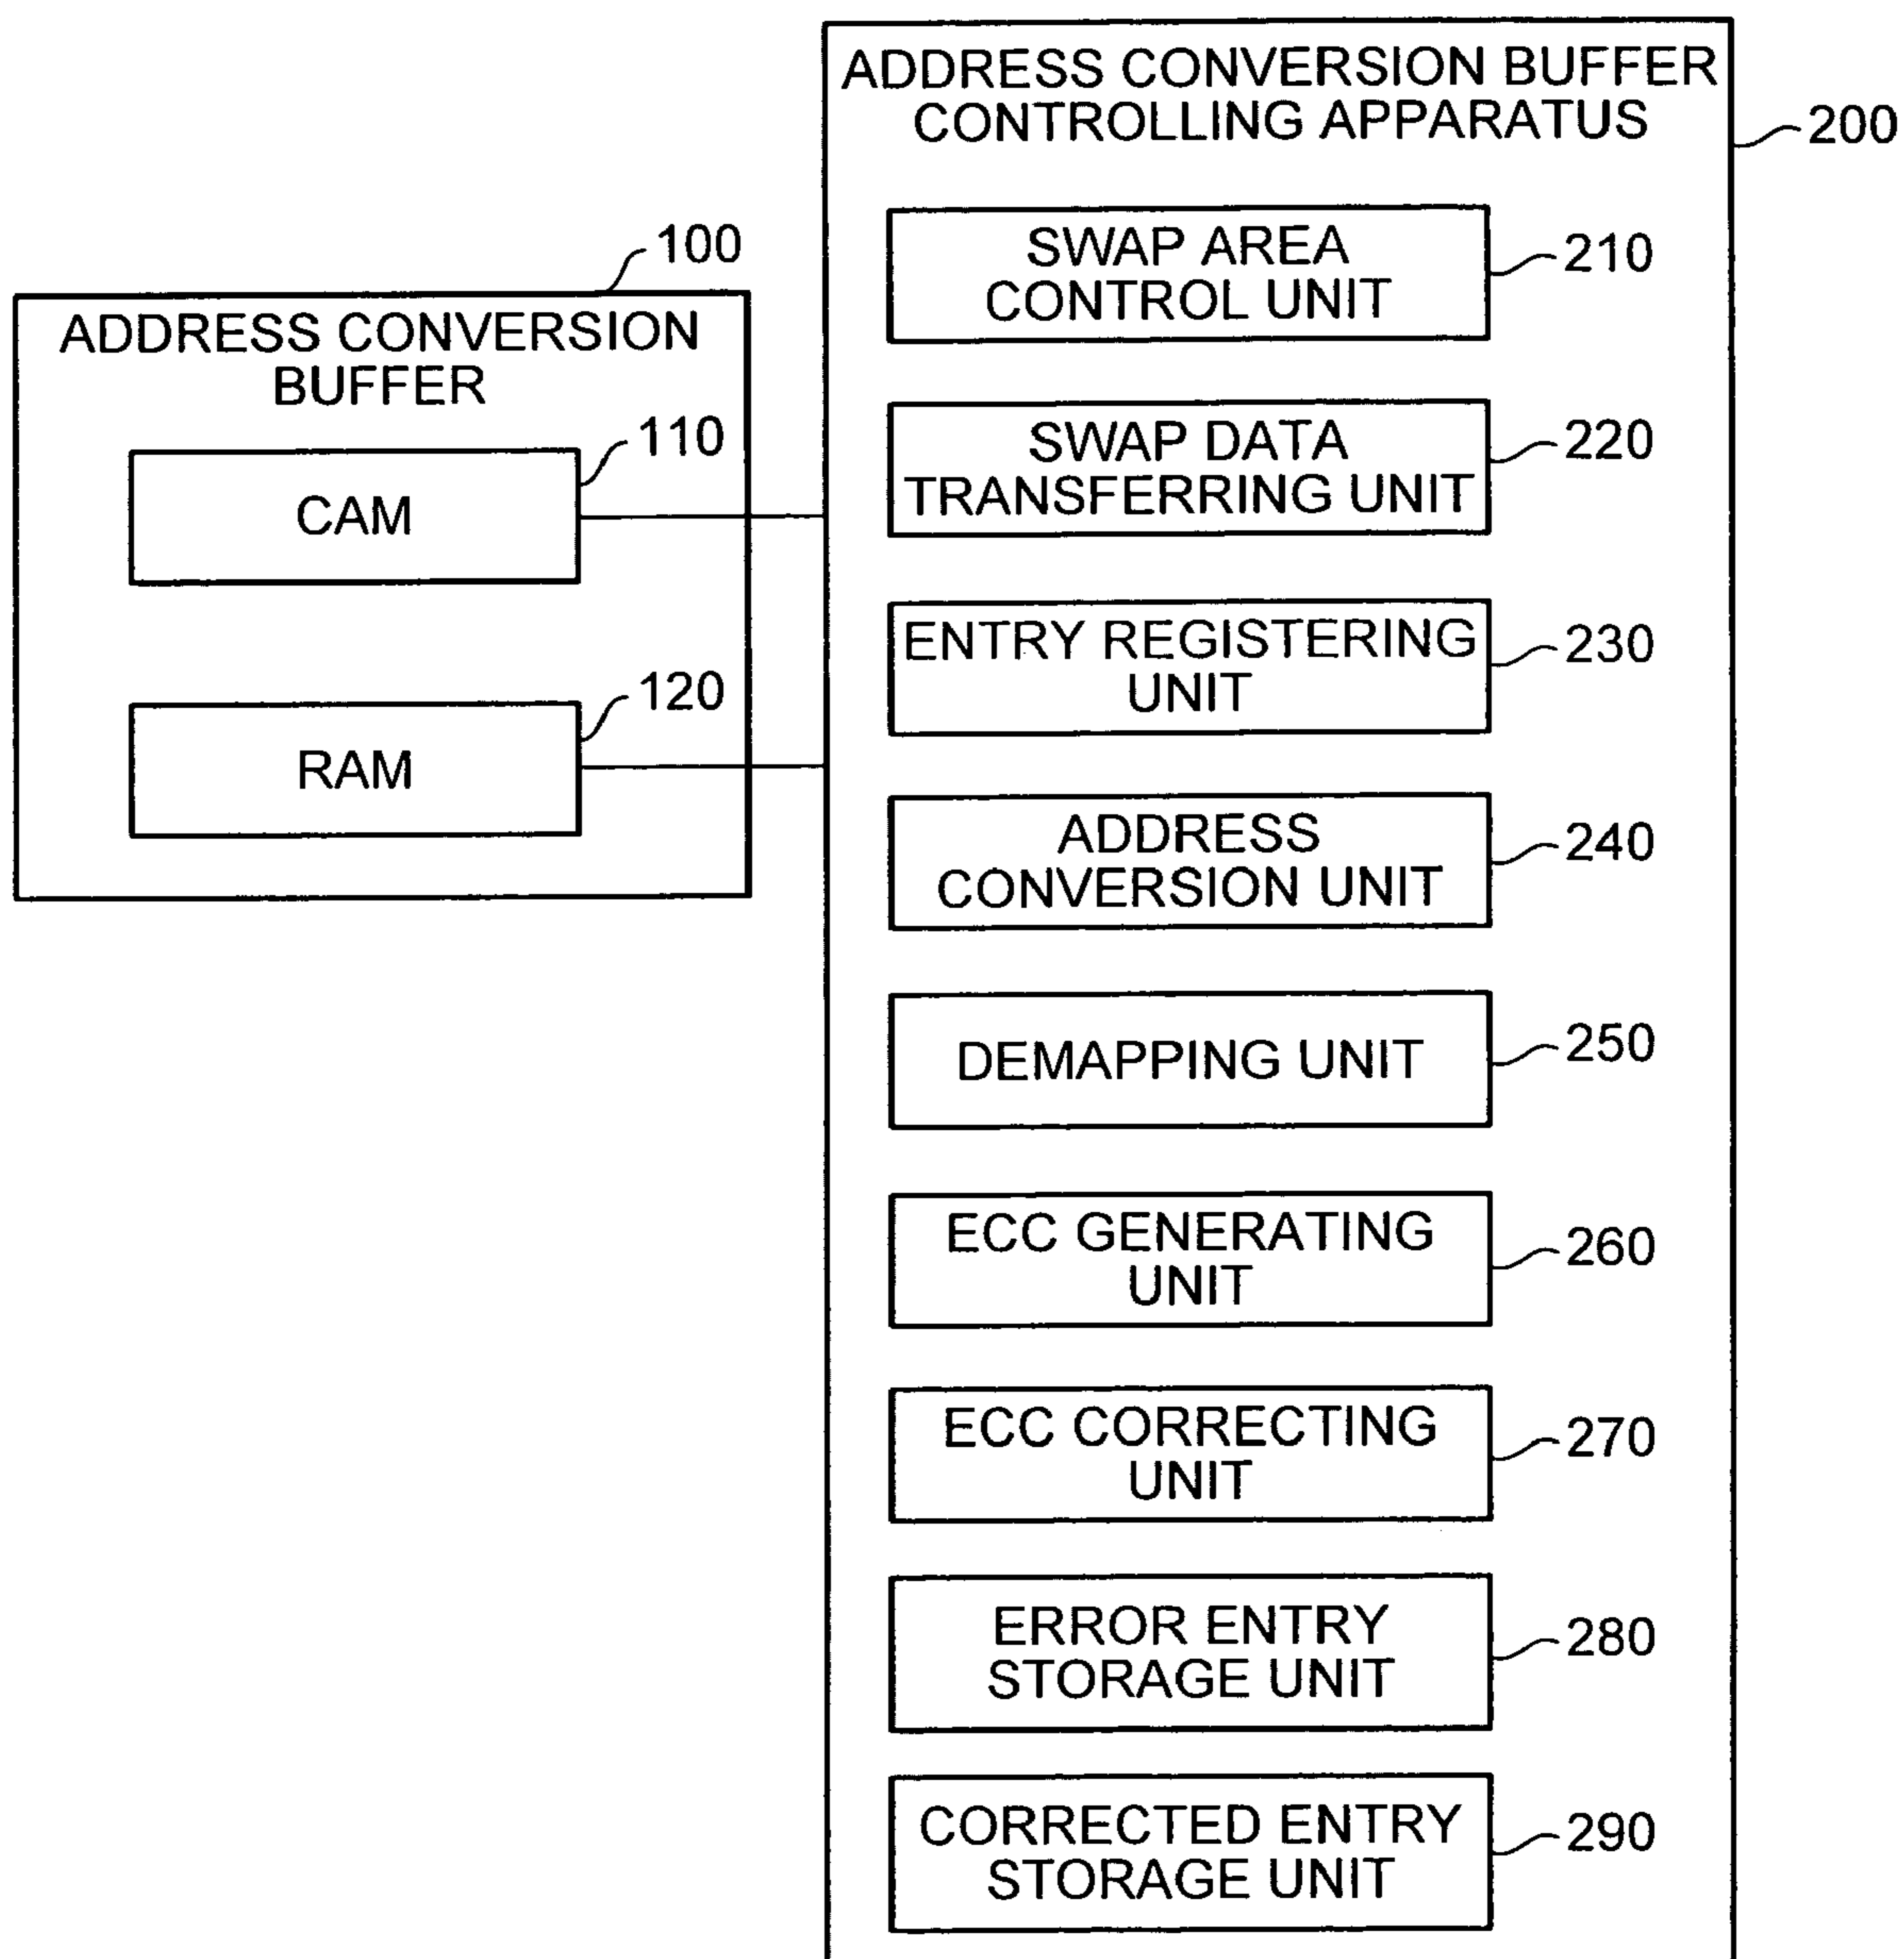 ADDRESS CONVERSION BUFFER
CONTROLLING APPARATUS
200
SWAP AREA
CONTROL UNIT
210
100
ADDRESS CONVERSION
BUFFER
SWAP DATA
TRANSFERRING UNIT
220
110
CAM
ENTRY REGISTERING
UNIT
230
120
RAM
ADDRESS
CONVERSION UNIT
240
DEMAPPING UNIT
250
ECC GENERATING
UNIT
260
ECC CORRECTING
UNIT
270
ERROR ENTRY
STORAGE UNIT
280
CORRECTED ENTRY
STORAGE UNIT
290